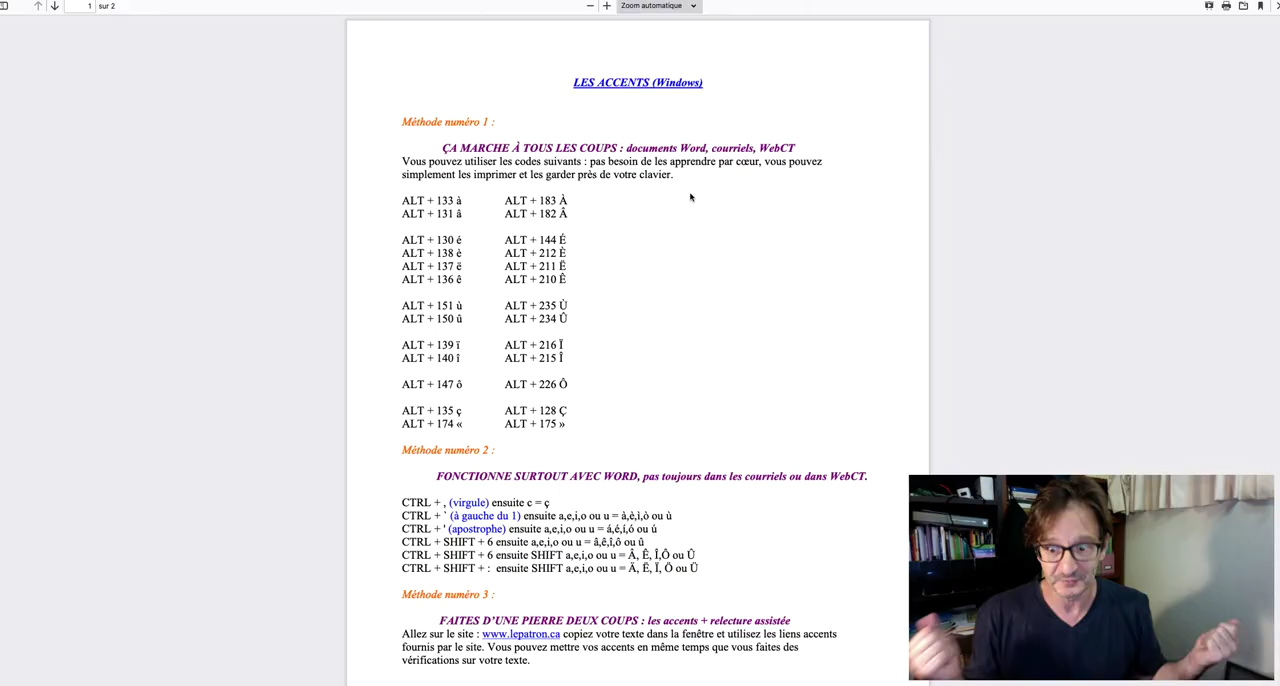 1 sur 2 Zoom automatique
LES ACCENTS (Windows)
Méthode numéro 1 :
ÇA MARCHE À TOUS LES COUPS : documents Word, courriels, WebCT
Vous pouvez utiliser les codes suivants : pas besoin de les apprendre par cœur, vous pouvez
simplement les imprimer et les garder près de votre clavier.
ALT + 133 à ALT + 183 À
ALT + 131 â ALT + 182 Â
ALT + 130 é ALT + 144 É
ALT + 138 è ALT + 212 È
ALT + 137 ë ALT + 211 Ë
ALT + 136 ê ALT + 210 Ê
ALT + 151 ù ALT + 235 Ù
ALT + 150 û ALT + 234 Û
ALT + 139 ï ALT + 216 Ï
ALT + 140 î ALT + 215 Î
ALT + 147 ô ALT + 226 Ô
ALT + 135 ç ALT + 128 Ç
ALT + 174 « ALT + 175 »
Méthode numéro 2 :
FONCTIONNE SURTOUT AVEC WORD, pas toujours dans les courriels ou dans WebCT.
CTRL + , (virgule) ensuite c = ç
CTRL + ` (à gauche du 1) ensuite a,e,i,o ou u = à,è,ì,ò ou ù
CTRL + ' (apostrophe) ensuite a,e,i,o ou u = á,é,í,ó ou ú
CTRL + SHIFT + 6 ensuite a,e,i,o ou u = â,ê,î,ô ou û
CTRL + SHIFT + 6 ensuite SHIFT a,e,i,o ou u = Â, Ê, Î,Ô ou Û
CTRL + SHIFT + : ensuite SHIFT a,e,i,o ou u = Ä, Ë, Ï, Ö ou Ü
Méthode numéro 3 :
FAITES D'UNE PIERRE DEUX COUPS : les accents + relecture assistée
Allez sur le site : www.lepatron.ca copiez votre texte dans la fenêtre et utilisez les liens accents
fournis par le site. Vous pouvez mettre vos accents en même temps que vous faites des
vérifications sur votre texte.